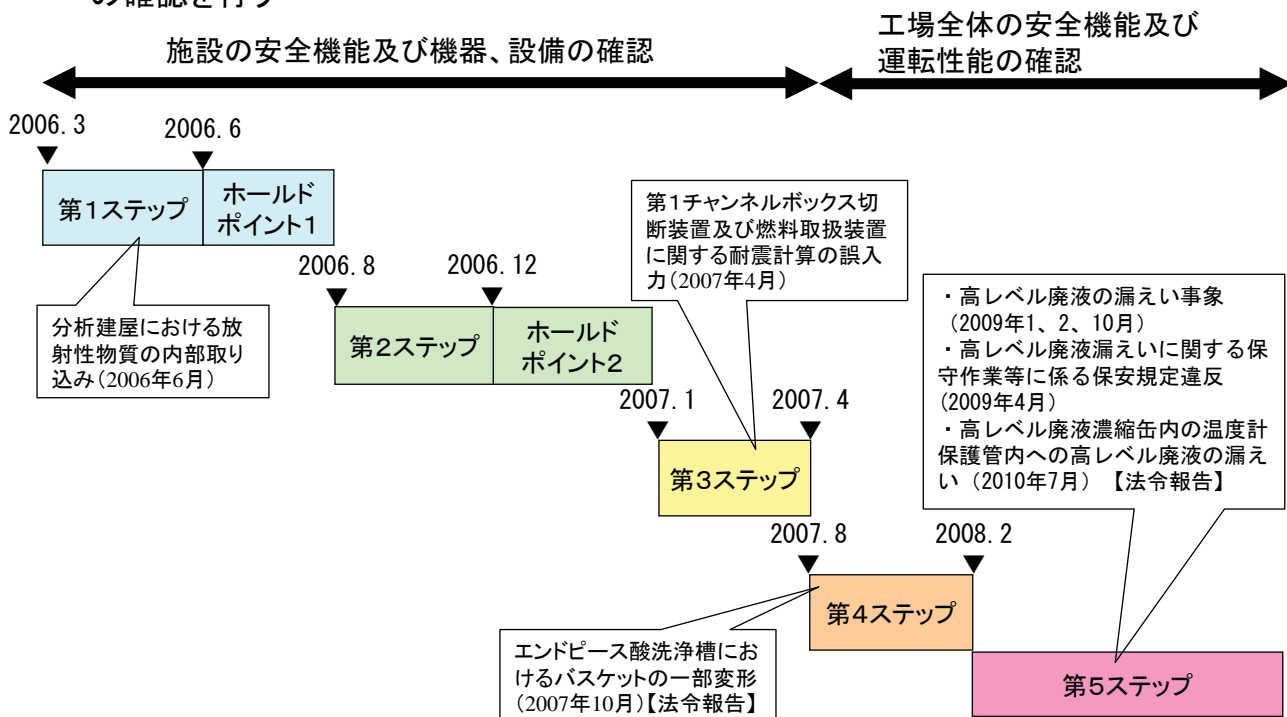 の確認を行う
施設の安全機能及び機器、設備の確認
工場全体の安全機能及び
運転性能の確認
2006.3
2006.6
第1ステップ
ホールド
ポイント1
分析建屋における放
射性物質の内部取り
込み(2006年6月)
2006.8
2006.12
第2ステップ
ホールド
ポイント2
第1チャンネルボックス切
断装置及び燃料取扱装置
に関する耐震計算の誤入
力(2007年4月)
2007.1
2007.4
第3ステップ
・高レベル廃液の漏えい事象
(2009年1、2、10月)
・高レベル廃液漏えいに関する保
守作業等に係る保安規定違反
(2009年4月)
・高レベル廃液濃縮缶内の温度計
保護管内への高レベル廃液の漏え
い (2010年7月) 【法令報告】
2007.8
2008.2
第4ステップ
エンドピース酸洗浄槽にお
けるバスケットの一部変形
(2007年10月)【法令報告】
第5ステップ